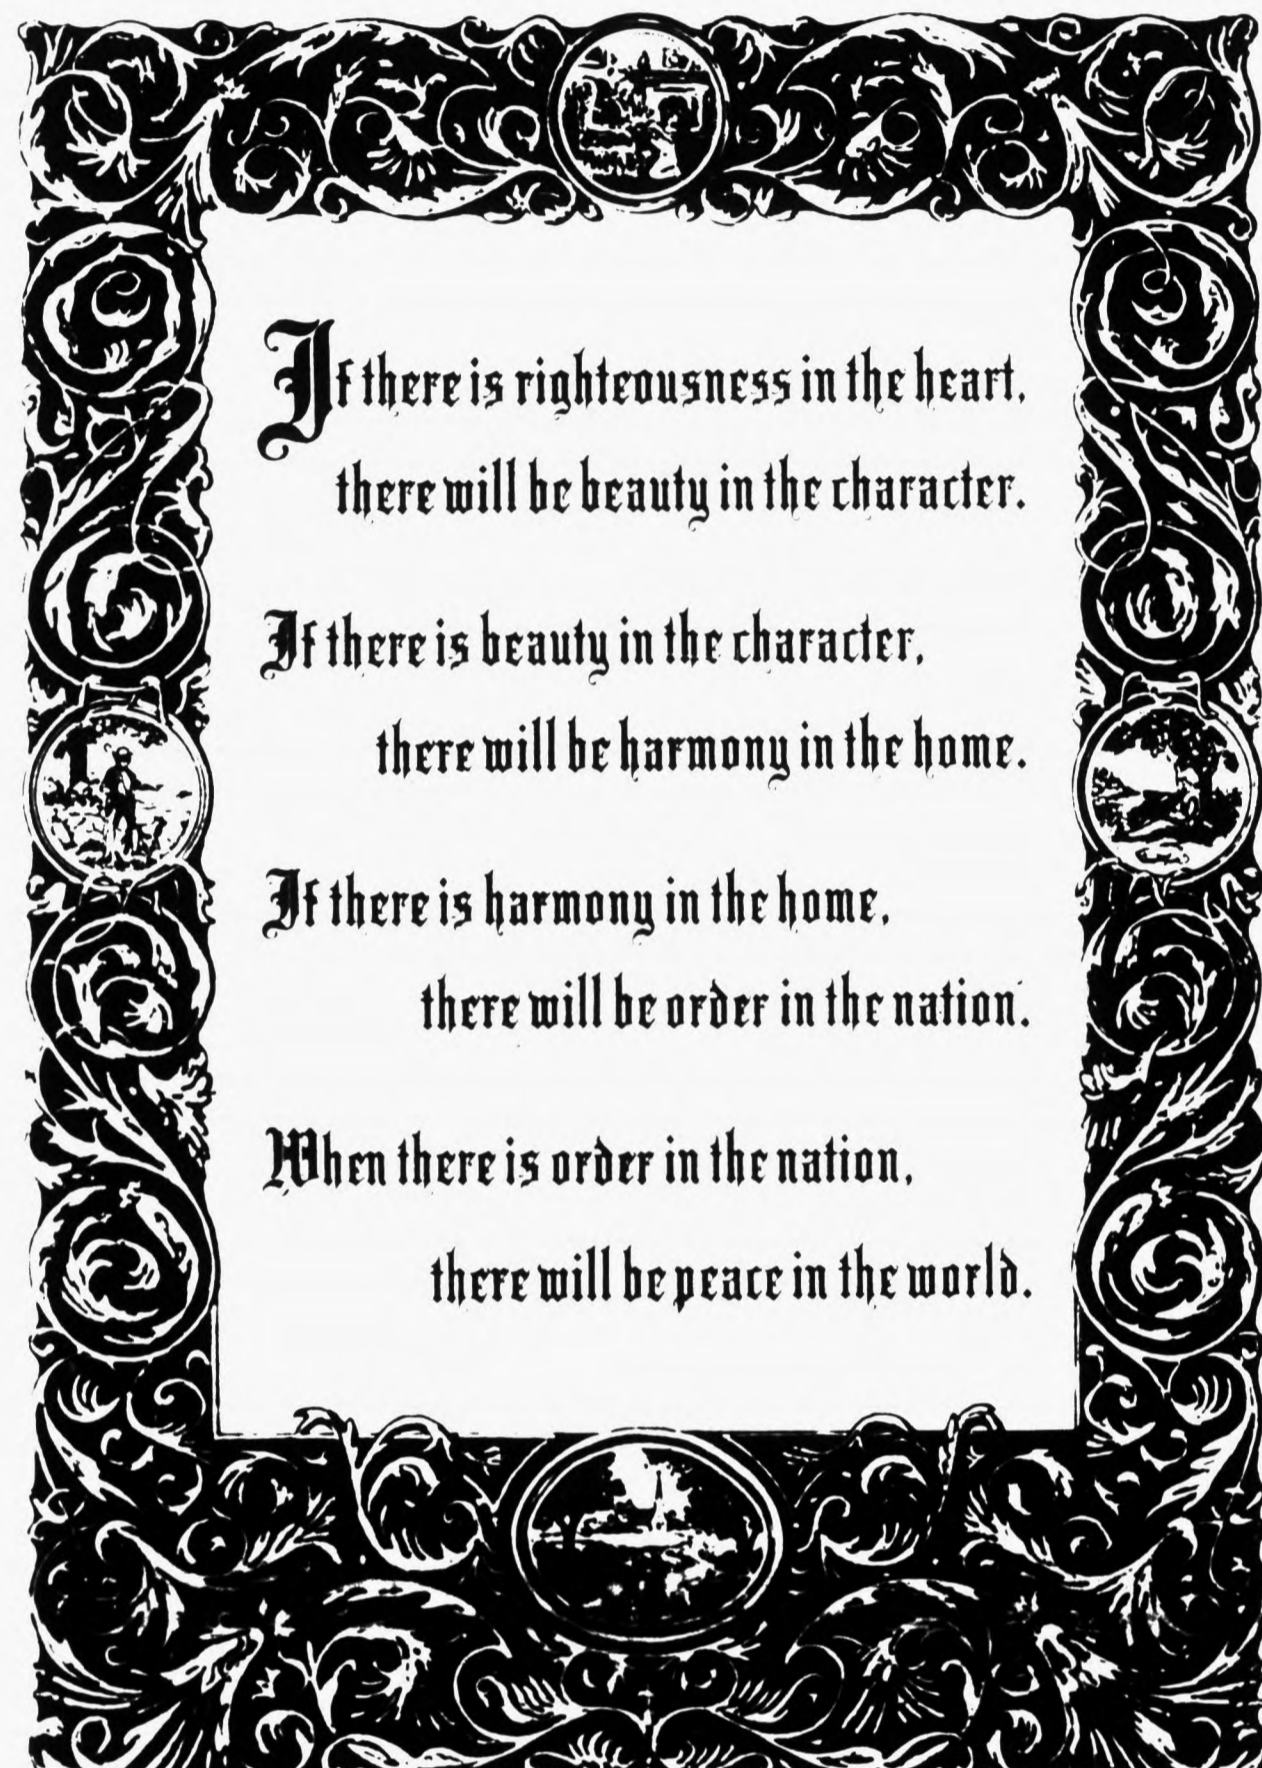 If there is righteousness in the heart,
there will be beauty in the character.
If there is beauty in the character,
there will be harmony in the home.
If there is harmony in the home,
there will be order in the nation.
When there is order in the nation,
there will be peace in the world.